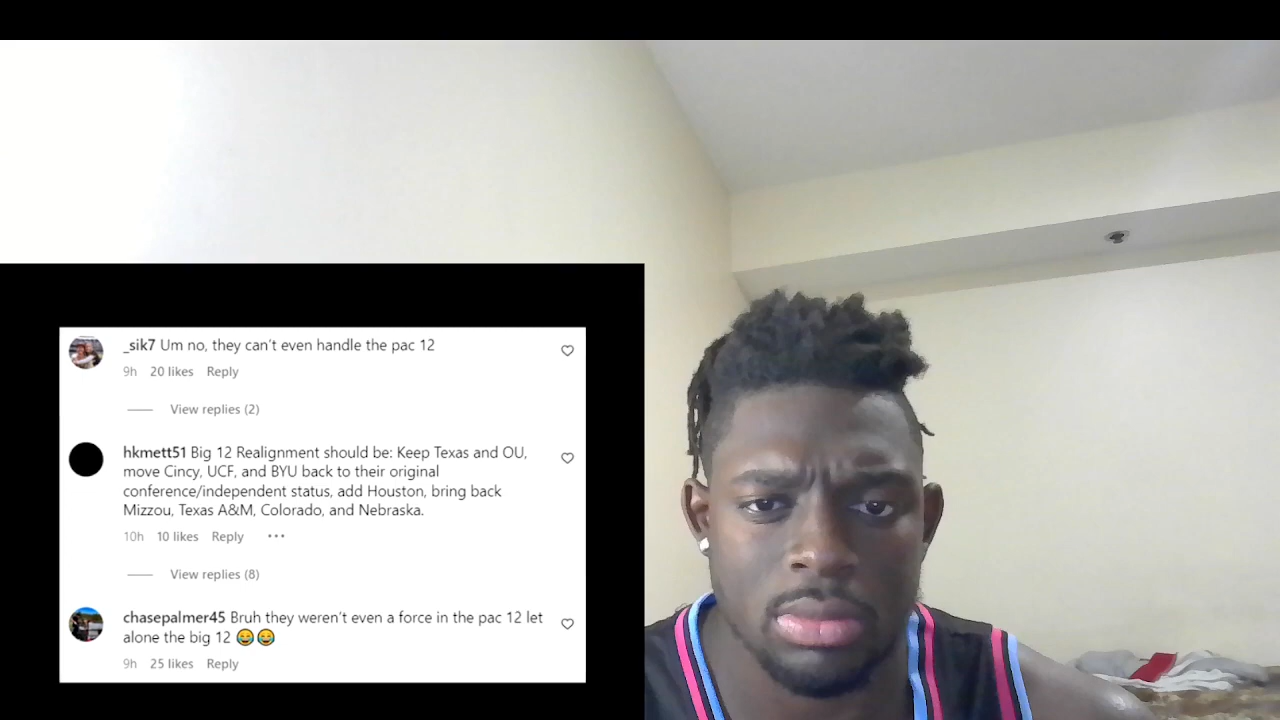 _sik7 Um no, they can't even handle the pac 12
9h 20 likes Reply
View replies (2)
hkmett51 Big 12 Realignment should be: Keep Texas and OU,
move Cincy, UCF, and BYU back to their original
conference/independent status, add Houston, bring back
Mizzou, Texas A&M, Colorado, and Nebraska.
10h 10 likes Reply ...
View replies (8)
chasepalmer45 Bruh they weren't even a force in the pac 12 let
alone the big 12 😂😂
9h 25 likes Reply